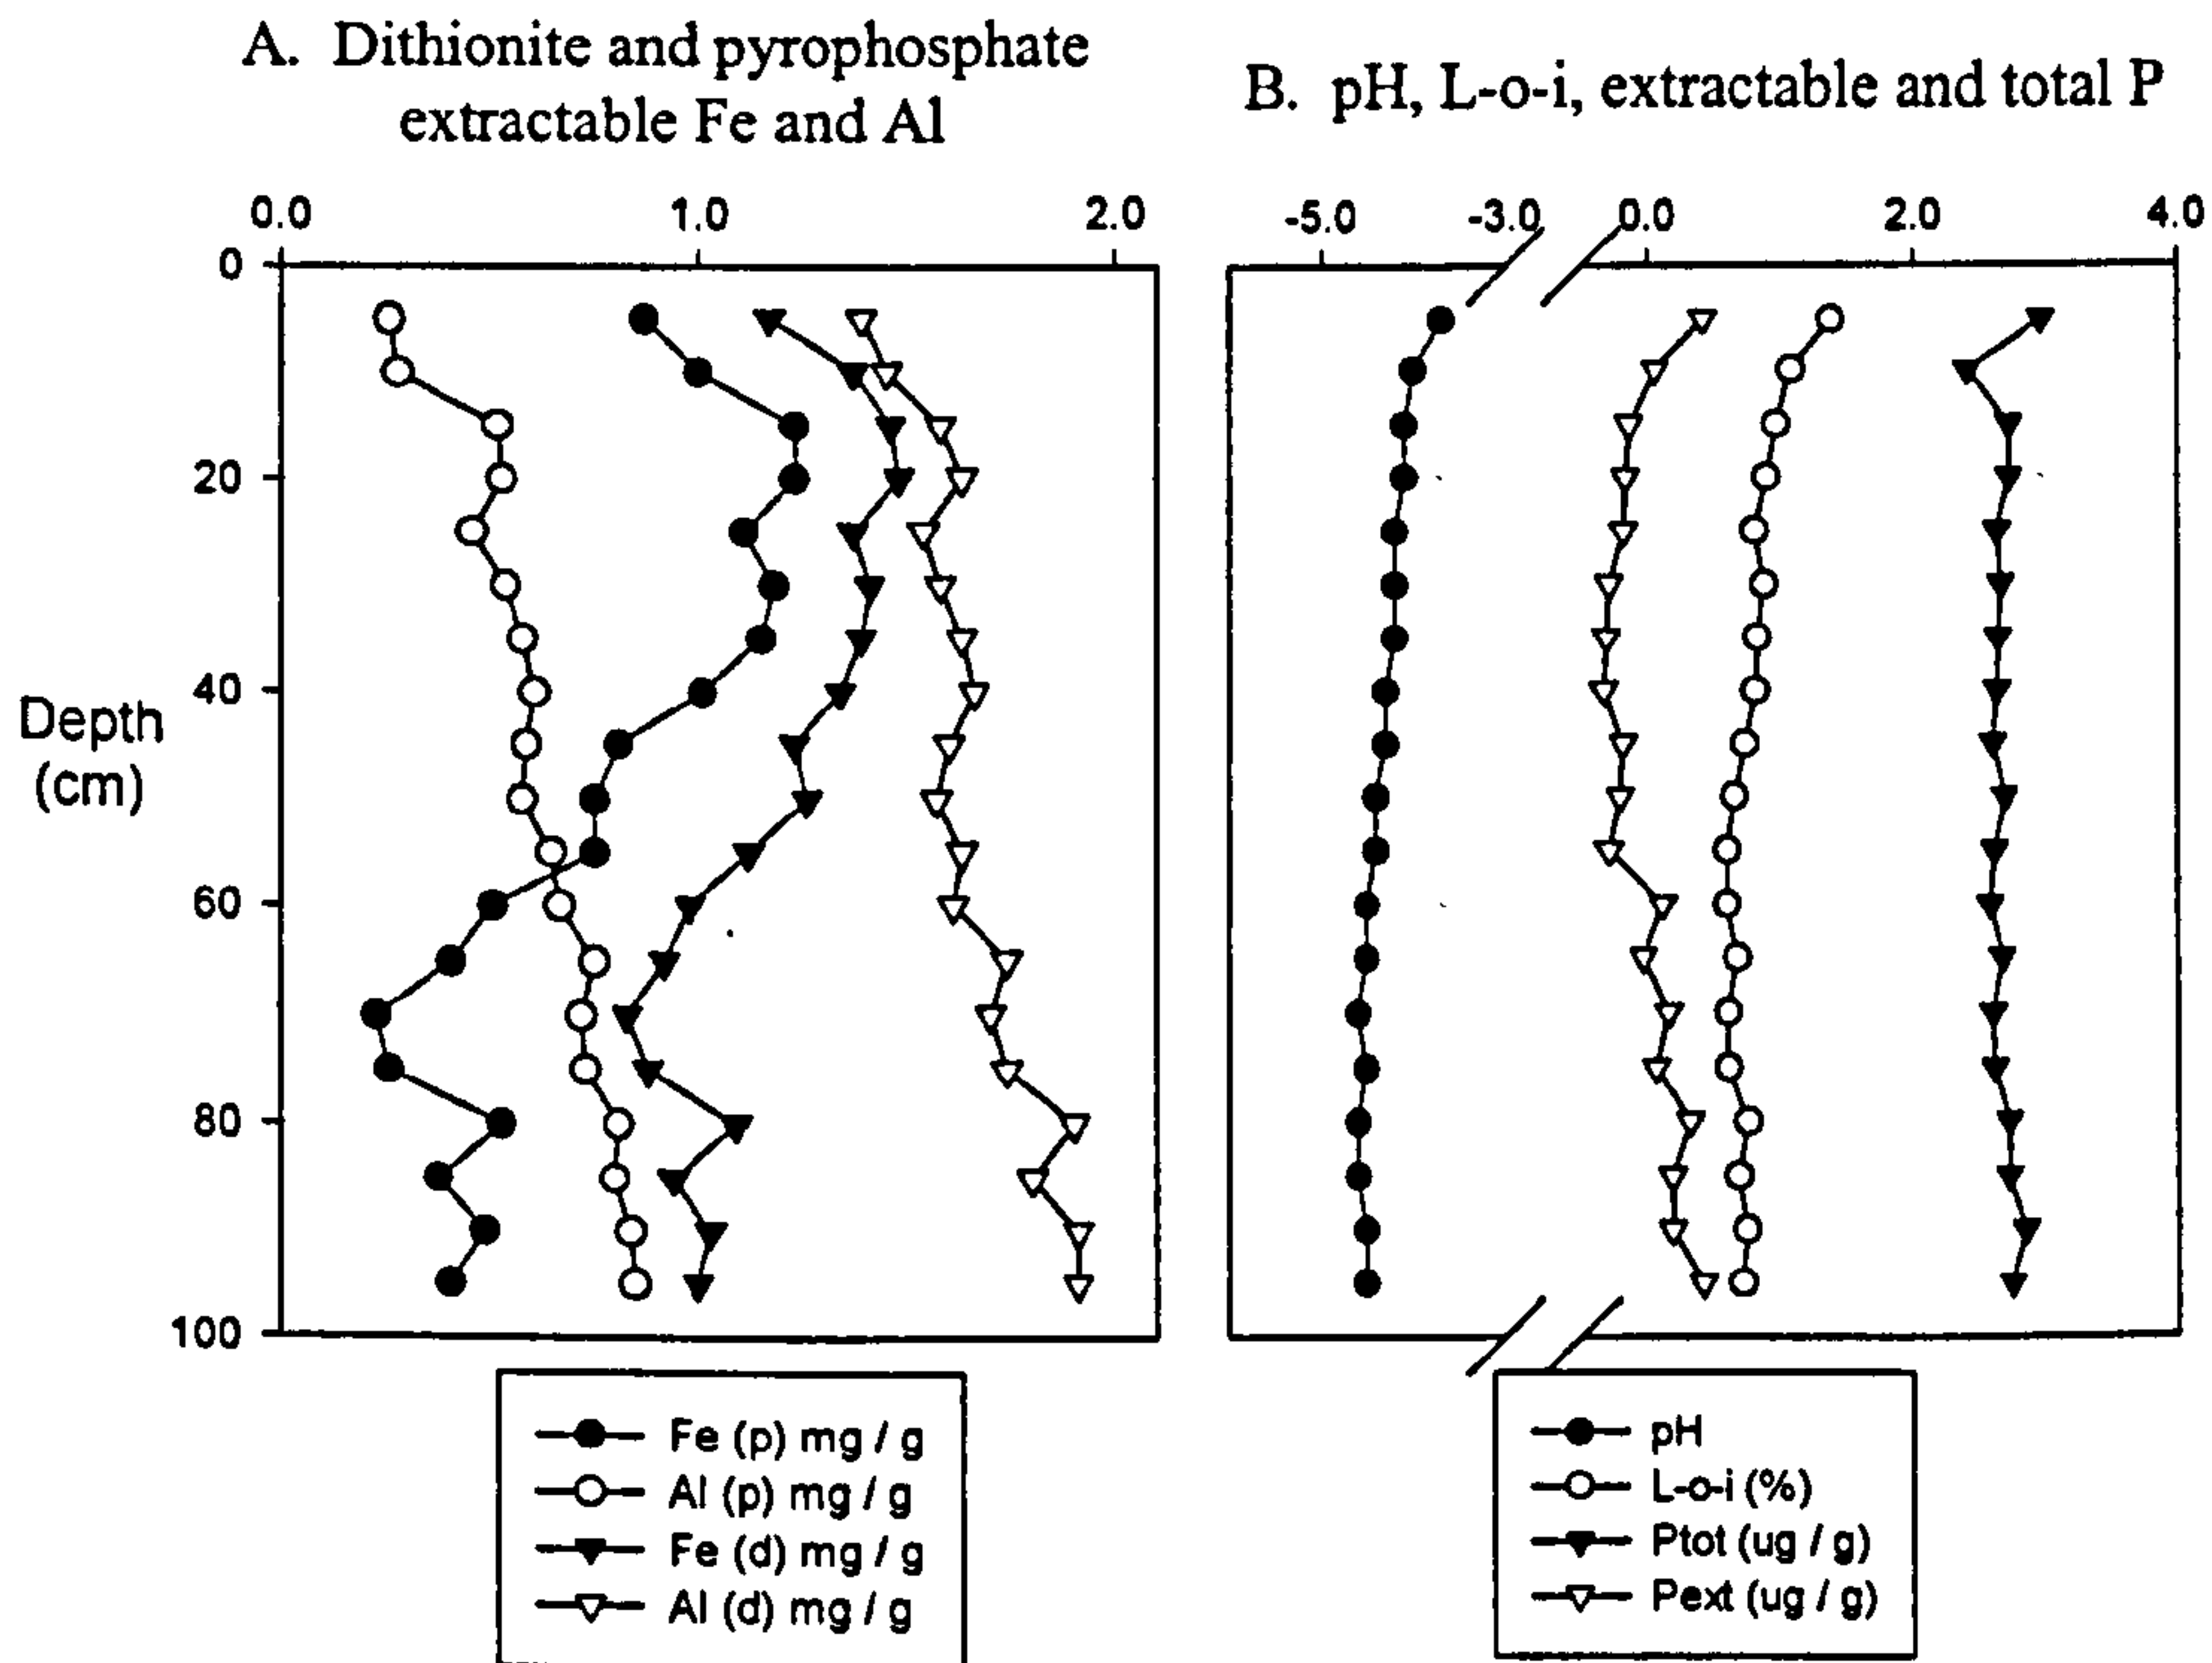 A. Dithionite and pyrophosphate
extractable Fe and Al
B. pH, L-o-i, extractable and total P
0.0 1.0 2.0
-5.0 -3.0 0.0 2.0 4.0
0
20
40
60
80
100
Depth
(cm)
Fe (p) mg / g
Al (p) mg / g
Fe (d) mg / g
Al (d) mg / g
pH
L-o-i (%)
Ptot (ug / g)
Pext (ug / g)